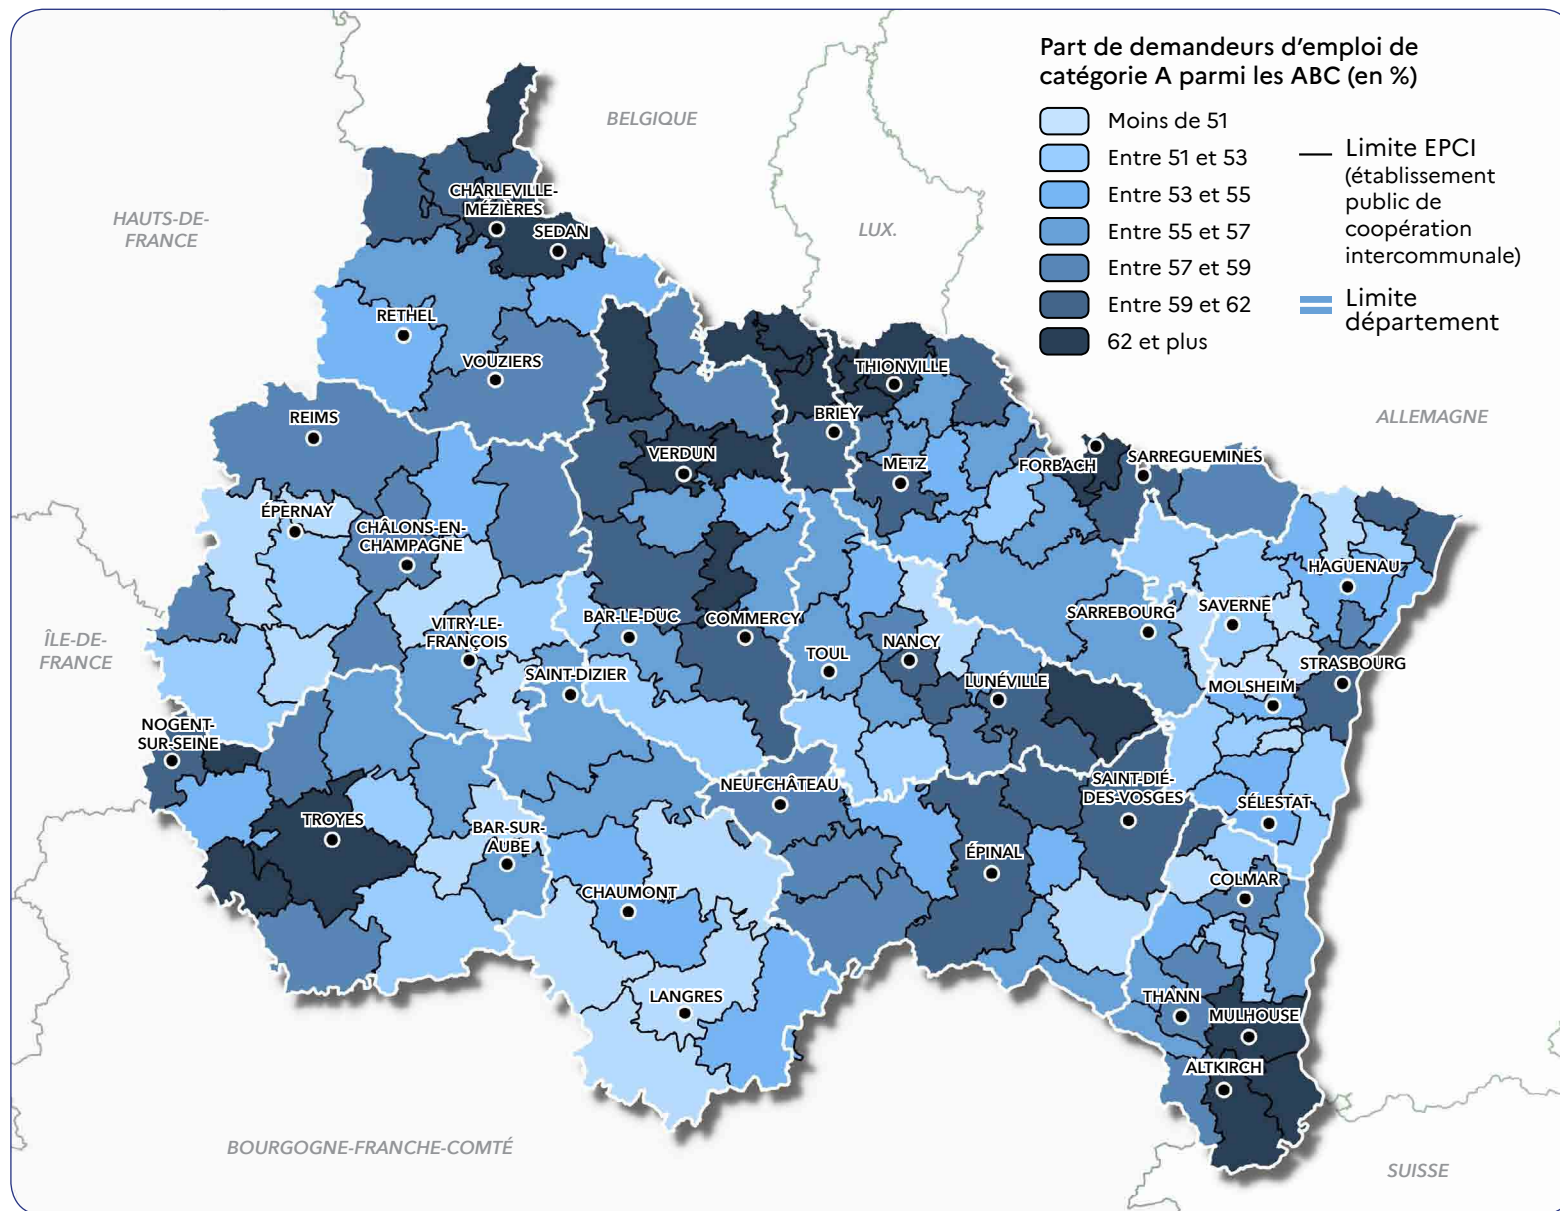 Part de demandeurs d'emploi de
catégorie A parmi les ABC (en %)
Moins de 51
Entre 51 et 53
Entre 53 et 55
Entre 55 et 57
Entre 57 et 59
Entre 59 et 62
62 et plus
Limite EPCI
(établissement
public de
coopération
intercommunale)
Limite
département
BELGIQUE
HAUTS-DE-
FRANCE
LUX.
ALLEMAGNE
ÎLE-DE-
FRANCE
BOURGOGNE-FRANCHE-COMTÉ
SUISSE
CHARLEVILLE-
MÉZIÈRES
SEDAN
RETHEL
VOUZIERS
REIMS
THIONVILLE
BRIEY
VERDUN
METZ
FORBACH
SARREGUEMINES
ÉPERNAY
CHÂLONS-EN-
CHAMPAGNE
HAGUENAU
SAVERNE
SARREBOURG
BAR-LE-DUC
COMMERCY
VITRY-LE-
FRANÇOIS
NANCY
TOUL
STRASBOURG
SAINT-DIZIER
LUNÉVILLE
MOLSHEIM
NOGENT-
SUR-SEINE
NEUFCHÂTEAU
SAINT-DIÉ-
DES-VOSGES
SÉLESTAT
TROYES
BAR-SUR-
AUBE
ÉPINAL
COLMAR
CHAUMONT
LANGRES
THANN
MULHOUSE
ALTKIRCH